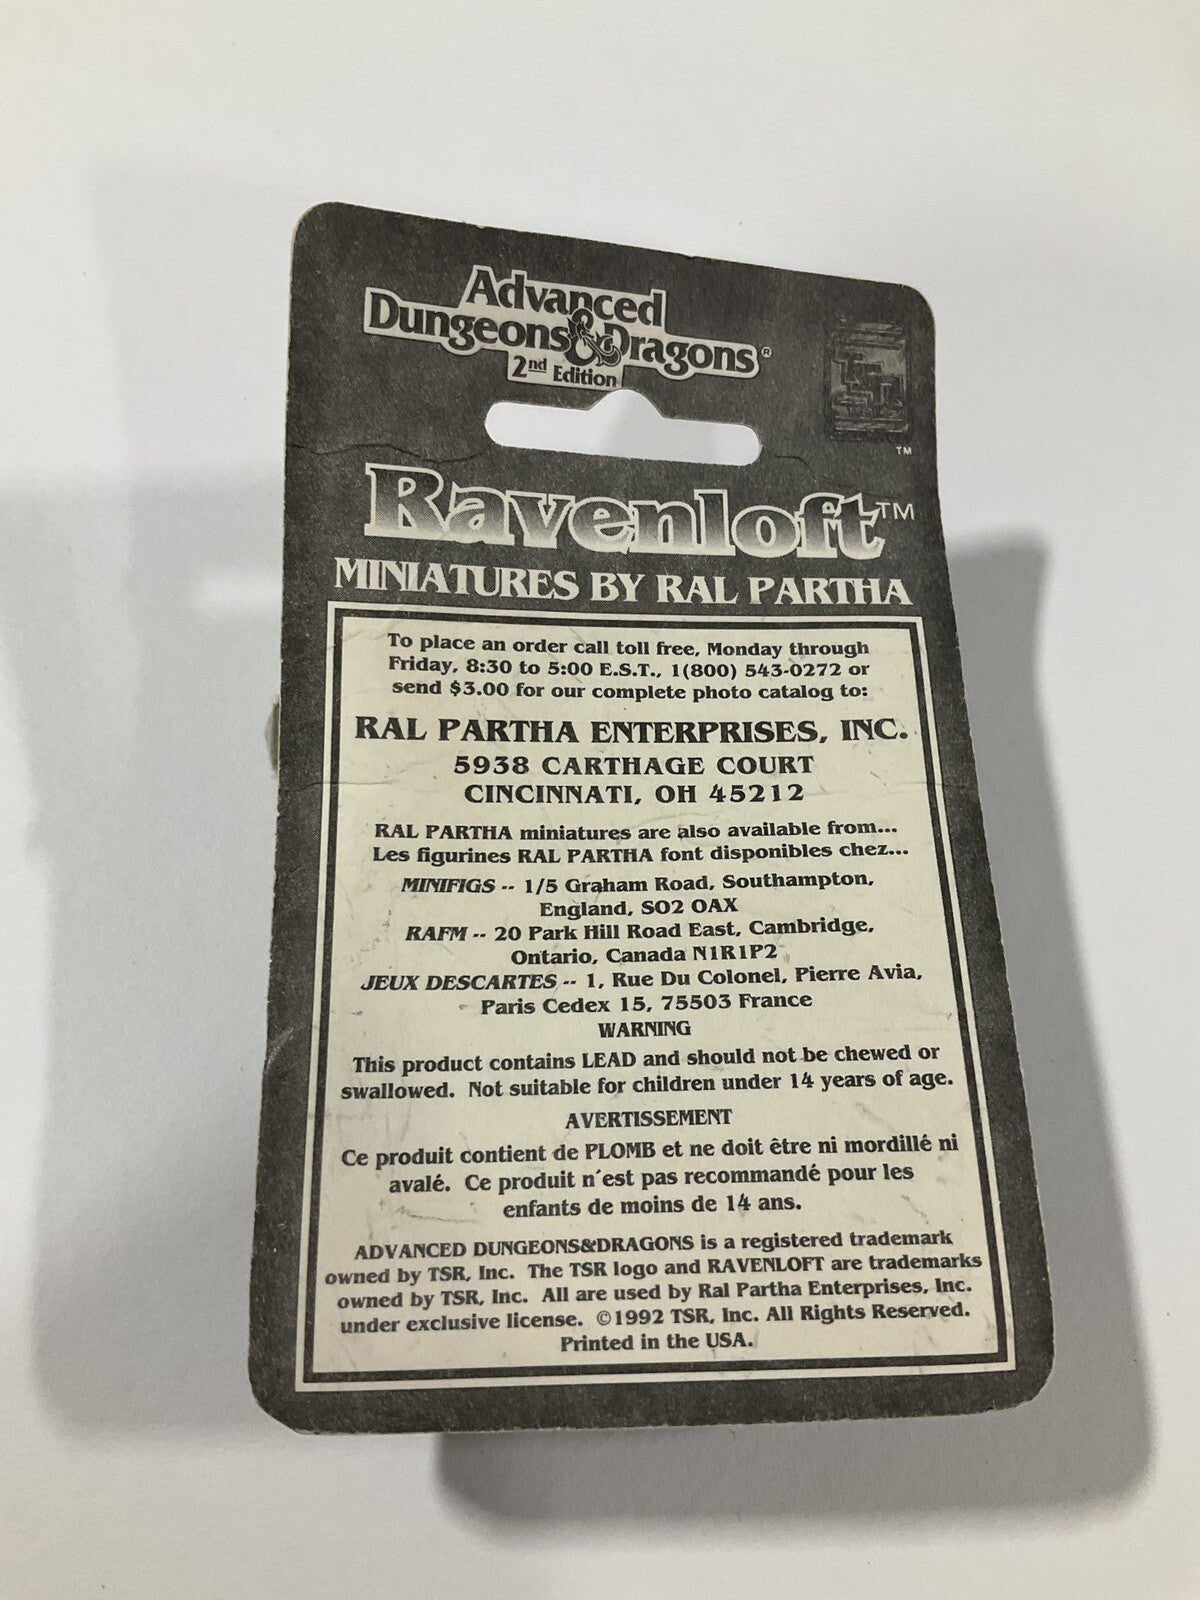 Advanced
Dungeons & Dragons®
2nd Edition
TM
Ravenloft™
MINIATURES BY RAL PARTHA
To place an order call toll free, Monday through
Friday, 8:30 to 5:00 E.S.T., 1(800) 543-0272 or
send $3.00 for our complete photo catalog to:
RAL PARTHA ENTERPRISES, INC.
5938 CARTHAGE COURT
CINCINNATI, OH 45212
RAL PARTHA miniatures are also available from...
Les figurines RAL PARTHA font disponibles chez...
MINIFIGS -- 1/5 Graham Road, Southampton,
England, SO2 OAX
RAFM -- 20 Park Hill Road East, Cambridge,
Ontario, Canada N1R1P2
JEUX DESCARTES -- 1, Rue Du Colonel, Pierre Avia,
Paris Cedex 15, 75503 France
WARNING
This product contains LEAD and should not be chewed or
swallowed. Not suitable for children under 14 years of age.
AVERTISSEMENT
Ce produit contient de PLOMB et ne doit être ni mordillé ni
avalé. Ce produit n'est pas recommandé pour les
enfants de moins de 14 ans.
ADVANCED DUNGEONS&DRAGONS is a registered trademark
owned by TSR, Inc. The TSR logo and RAVENLOFT are trademarks
owned by TSR, Inc. All are used by Ral Partha Enterprises, Inc.
under exclusive license. ©1992 TSR, Inc. All Rights Reserved.
Printed in the USA.